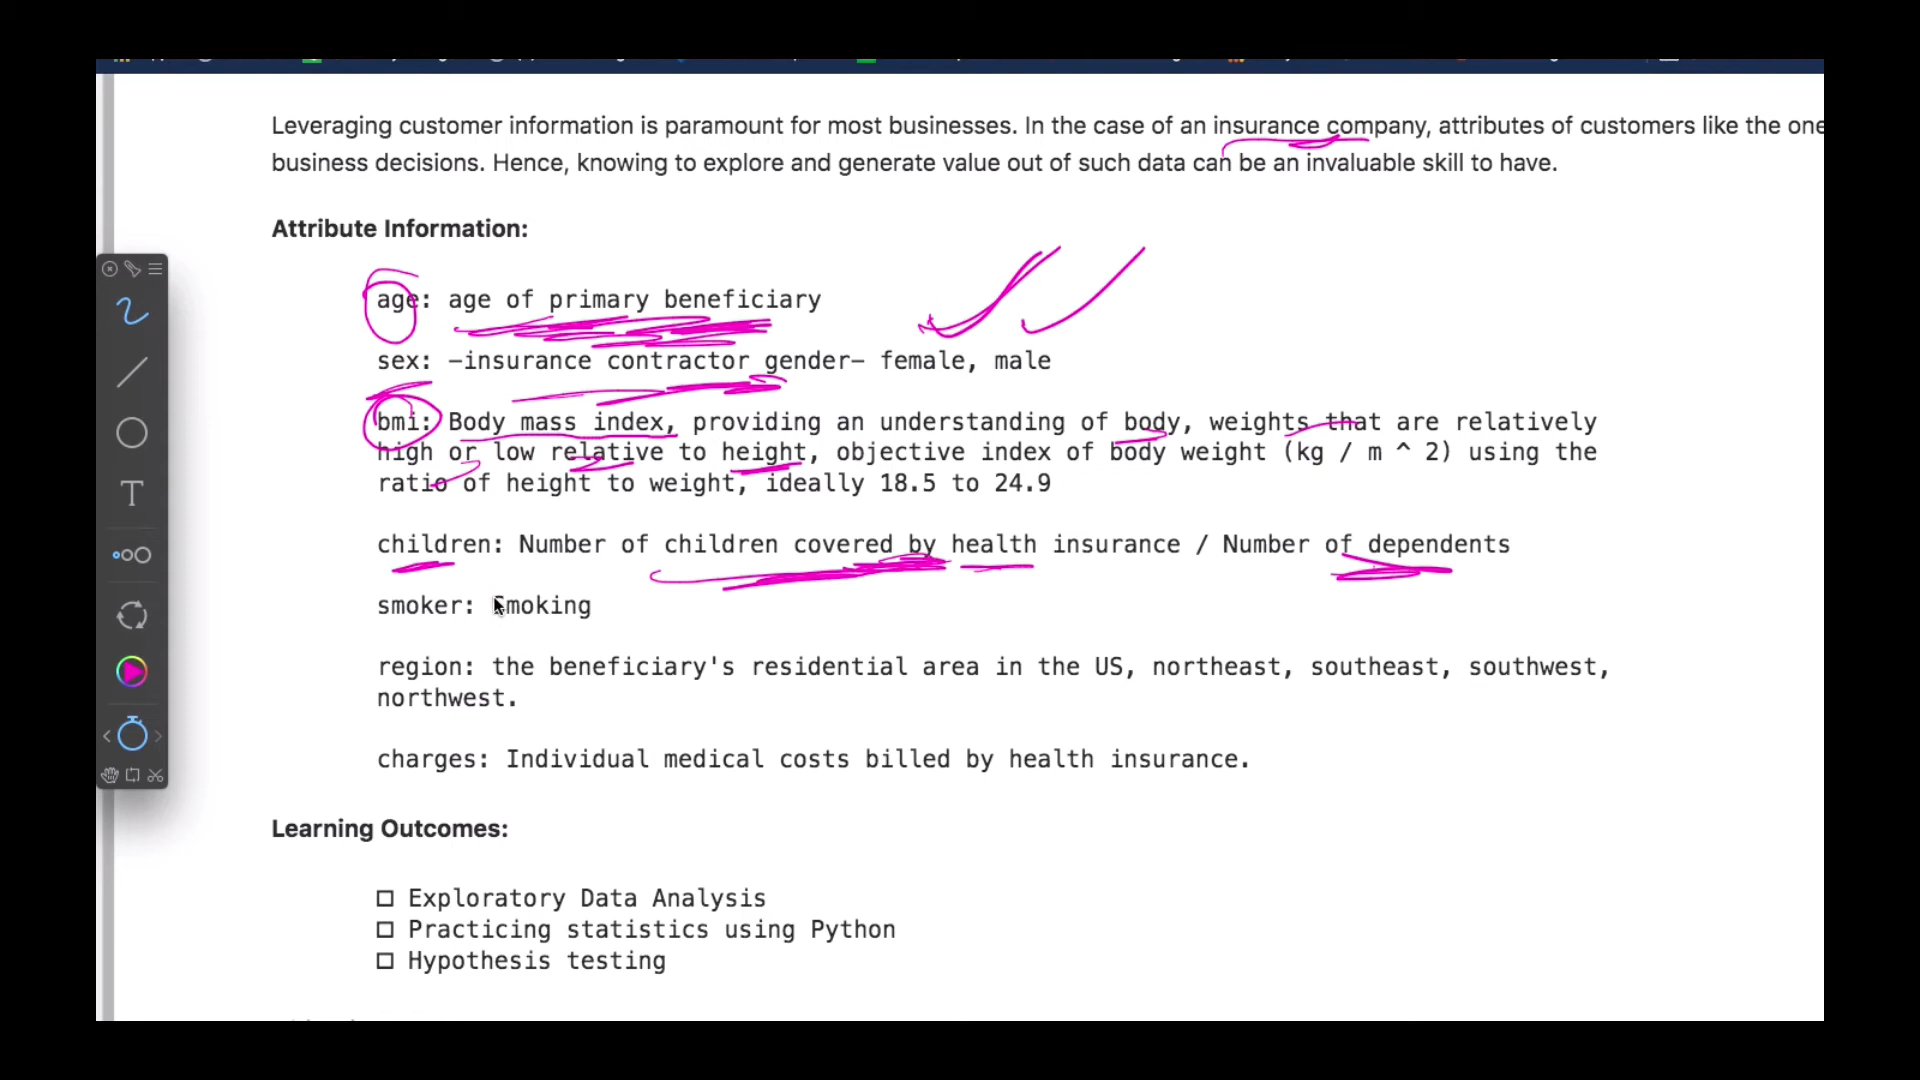 Leveraging customer information is paramount for most businesses. In the case of an insurance company, attributes of customers like the one
business decisions. Hence, knowing to explore and generate value out of such data can be an invaluable skill to have.
Attribute Information:
age: age of primary beneficiary
sex: -insurance contractor gender- female, male
bmi: Body mass index, providing an understanding of body, weights that are relatively
high or low relative to height, objective index of body weight (kg / m ^ 2) using the
ratio of height to weight, ideally 18.5 to 24.9
children: Number of children covered by health insurance / Number of dependents
smoker: Smoking
region: the beneficiary's residential area in the US, northeast, southeast, southwest,
northwest.
charges: Individual medical costs billed by health insurance.
Learning Outcomes:
☐ Exploratory Data Analysis
☐ Practicing statistics using Python
☐ Hypothesis testing